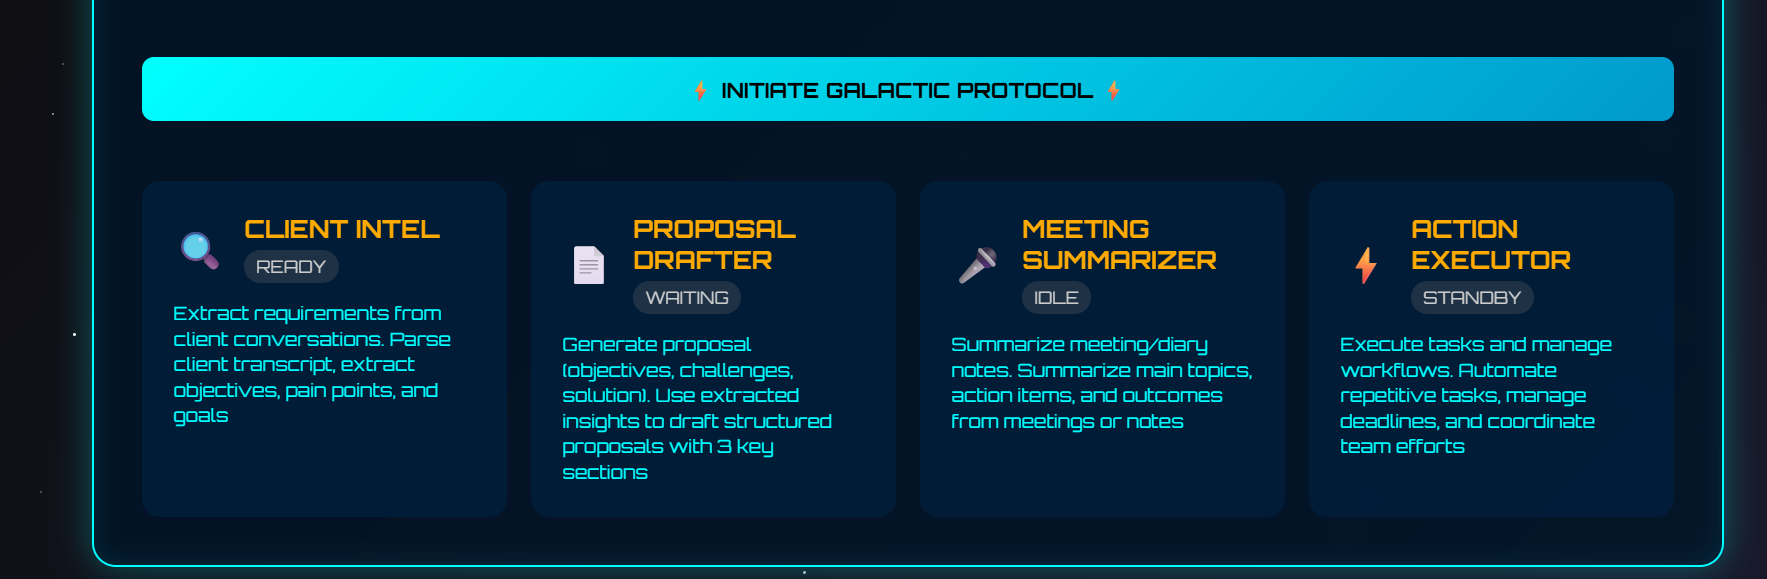 INITIATE GALACTIC PROTOCOL
CLIENT INTEL
READY
Extract requirements from
client conversations. Parse
client transcript, extract
objectives, pain points, and
goals
PROPOSAL
DRAFTER
WAITING
Generate proposal
(objectives, challenges,
solution). Use extracted
insights to draft structured
proposals with 3 key
sections
MEETING
SUMMARIZER
IDLE
Summarize meeting/diary
notes. Summarize main topics,
action items, and outcomes
from meetings or notes
ACTION
EXECUTOR
STANDBY
Execute tasks and manage
workflows. Automate
repetitive tasks, manage
deadlines, and coordinate
team efforts